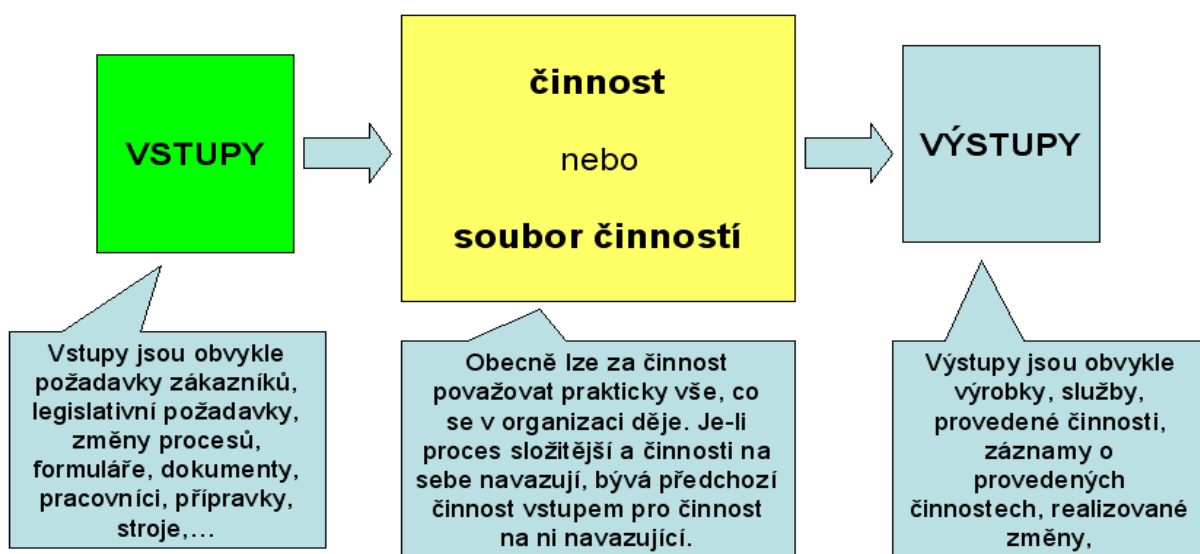 VSTUPY
činnost
nebo
soubor činností
VÝSTUPY
Vstupy jsou obvykle
požadavky zákazníků,
legislativní požadavky,
změny procesů,
formuláře, dokumenty,
pracovníci, přípravky,
stroje,…
Obecně lze za činnost
považovat prakticky vše, co
se v organizaci děje. Je-li
proces složitější a činnosti na
sebe navazují, bývá předchozí
činnost vstupem pro činnost
na ni navazující.
Výstupy jsou obvykle
výrobky, služby,
provedené činnosti,
záznamy o
provedených
činnostech, realizované
změny,